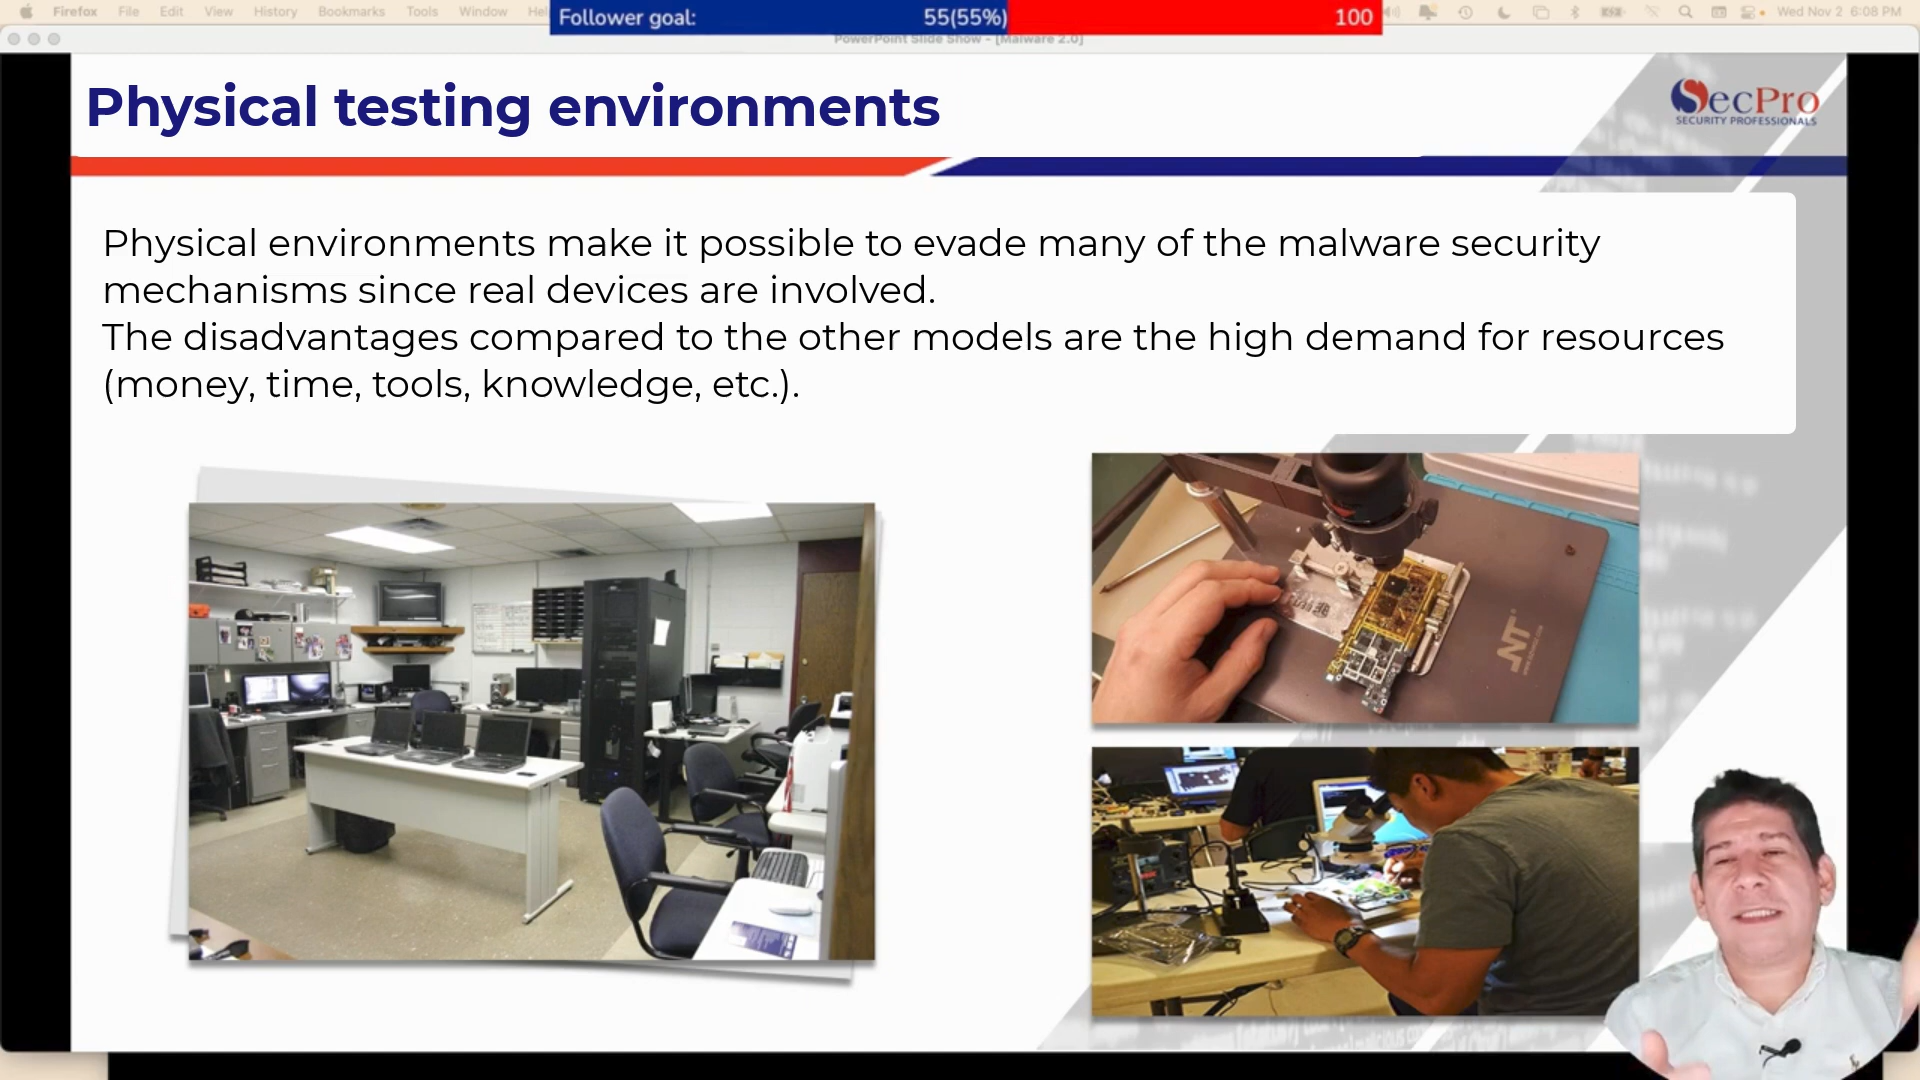 Firefox File Edit View History Bookmarks Tools Window Hel
Follower goal: 55(55%) 100
Wed Nov 2 6:08 PM
PowerPoint Slide Show - [Malware 2.0]
Physical testing environments
SecPro
SECURITY PROFESSIONALS
Physical environments make it possible to evade many of the malware security
mechanisms since real devices are involved.
The disadvantages compared to the other models are the high demand for resources
(money, time, tools, knowledge, etc.).
NT